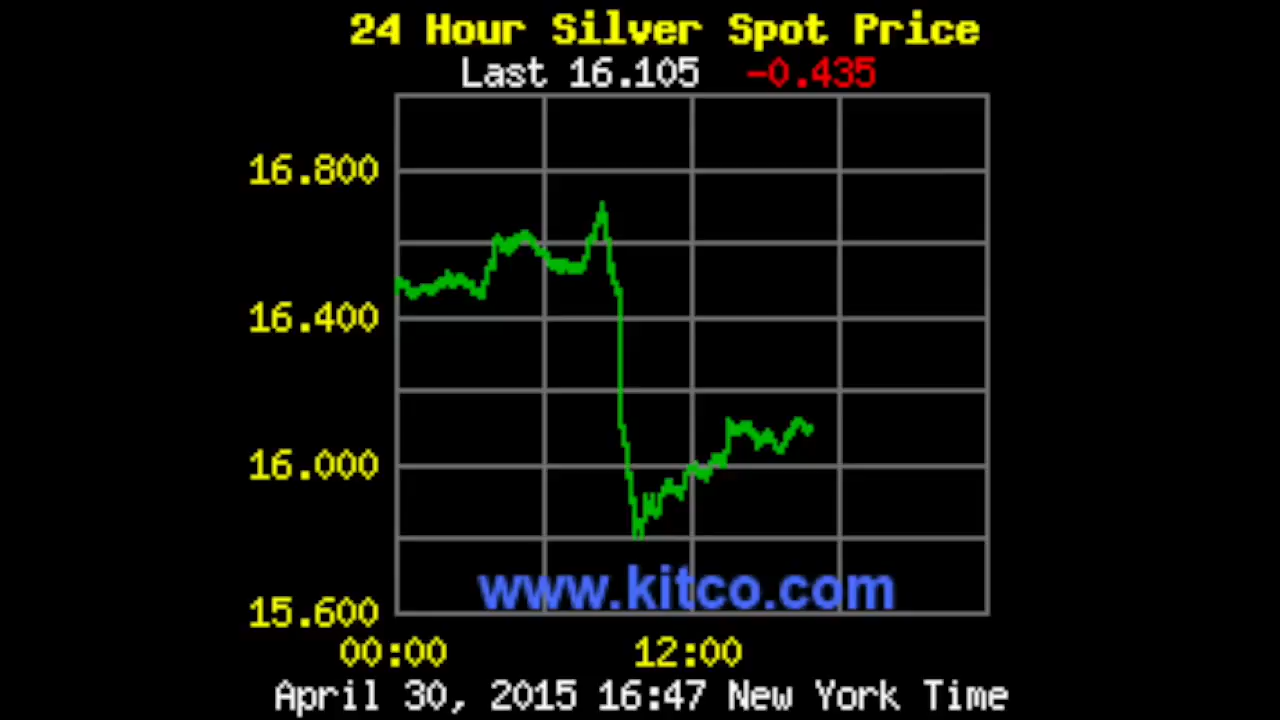 24 Hour Silver Spot Price
Last 16.105 -0.435
16.800
16.400
16.000
15.600
www.kitco.com
00:00 12:00
April 30, 2015 16:47 New York Time